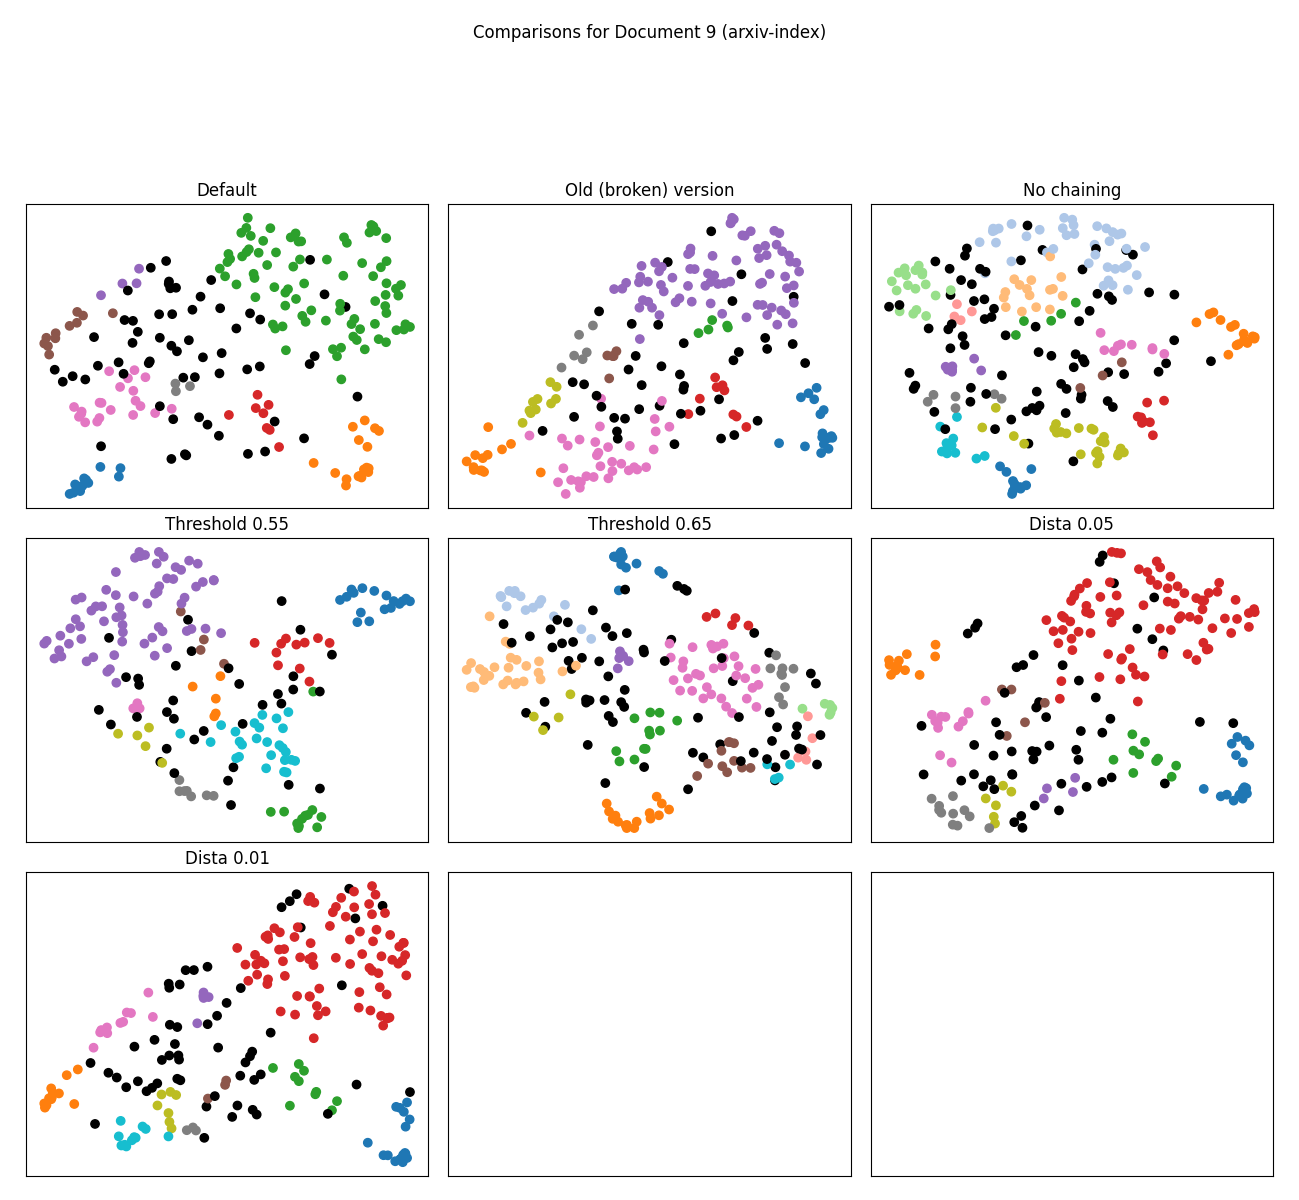 Comparisons for Document 9 (arxiv-index)
Default
Old (broken) version
No chaining
Threshold 0.55
Threshold 0.65
Dista 0.05
Dista 0.01